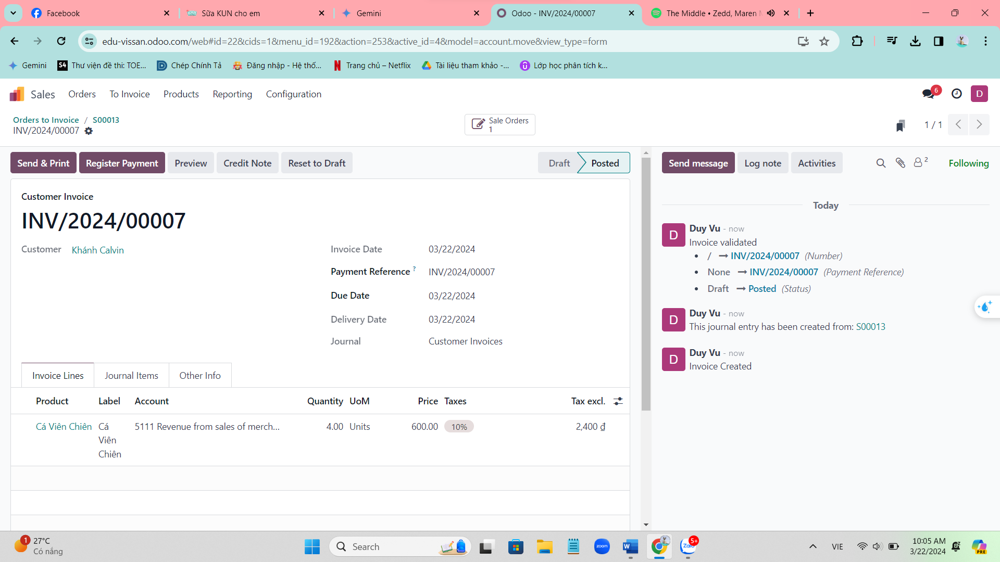 Facebook
Sữa KUN cho em
Gemini
Odoo - INV/2024/00007
The Middle • Zedd, Maren
edu-vissan.odoo.com/web#id=22&cids=1&menu_id=192&action=253&active_id=4&model=account.move&view_type=form
Gemini
S4 Thư viện đề thi: TOE...
Chép Chính Tả
Đăng nhập - Hệ thố...
Trang chủ – Netflix
Tài liệu tham khảo -...
Lớp học phân tích k...
Sales
Orders
To Invoice
Products
Reporting
Configuration
6
D
Orders to Invoice / S00013
INV/2024/00007
Sale Orders
1
1 / 1
Send & Print
Register Payment
Preview
Credit Note
Reset to Draft
Draft
Posted
Send message
Log note
Activities
2
Following
Customer Invoice
INV/2024/00007
Customer
Khánh Calvin
Invoice Date
03/22/2024
Payment Reference ?
INV/2024/00007
Due Date
03/22/2024
Delivery Date
03/22/2024
Journal
Customer Invoices
Invoice Lines
Journal Items
Other Info
Product
Label
Account
Quantity
UoM
Price
Taxes
Tax excl.
Cá Viên Chiên
Cá
Viên
Chiên
5111 Revenue from sales of merch...
4.00
Units
600.00
10%
2,400 ₫
Today
D
Duy Vu - now
Invoice validated
• / → INV/2024/00007 (Number)
• None → INV/2024/00007 (Payment Reference)
• Draft → Posted (Status)
D
Duy Vu - now
This journal entry has been created from: S00013
D
Duy Vu - now
Invoice Created
1
27°C
Có nắng
Search
zoom
W
Zalo
5+
VIE
10:05 AM
3/22/2024
PRE